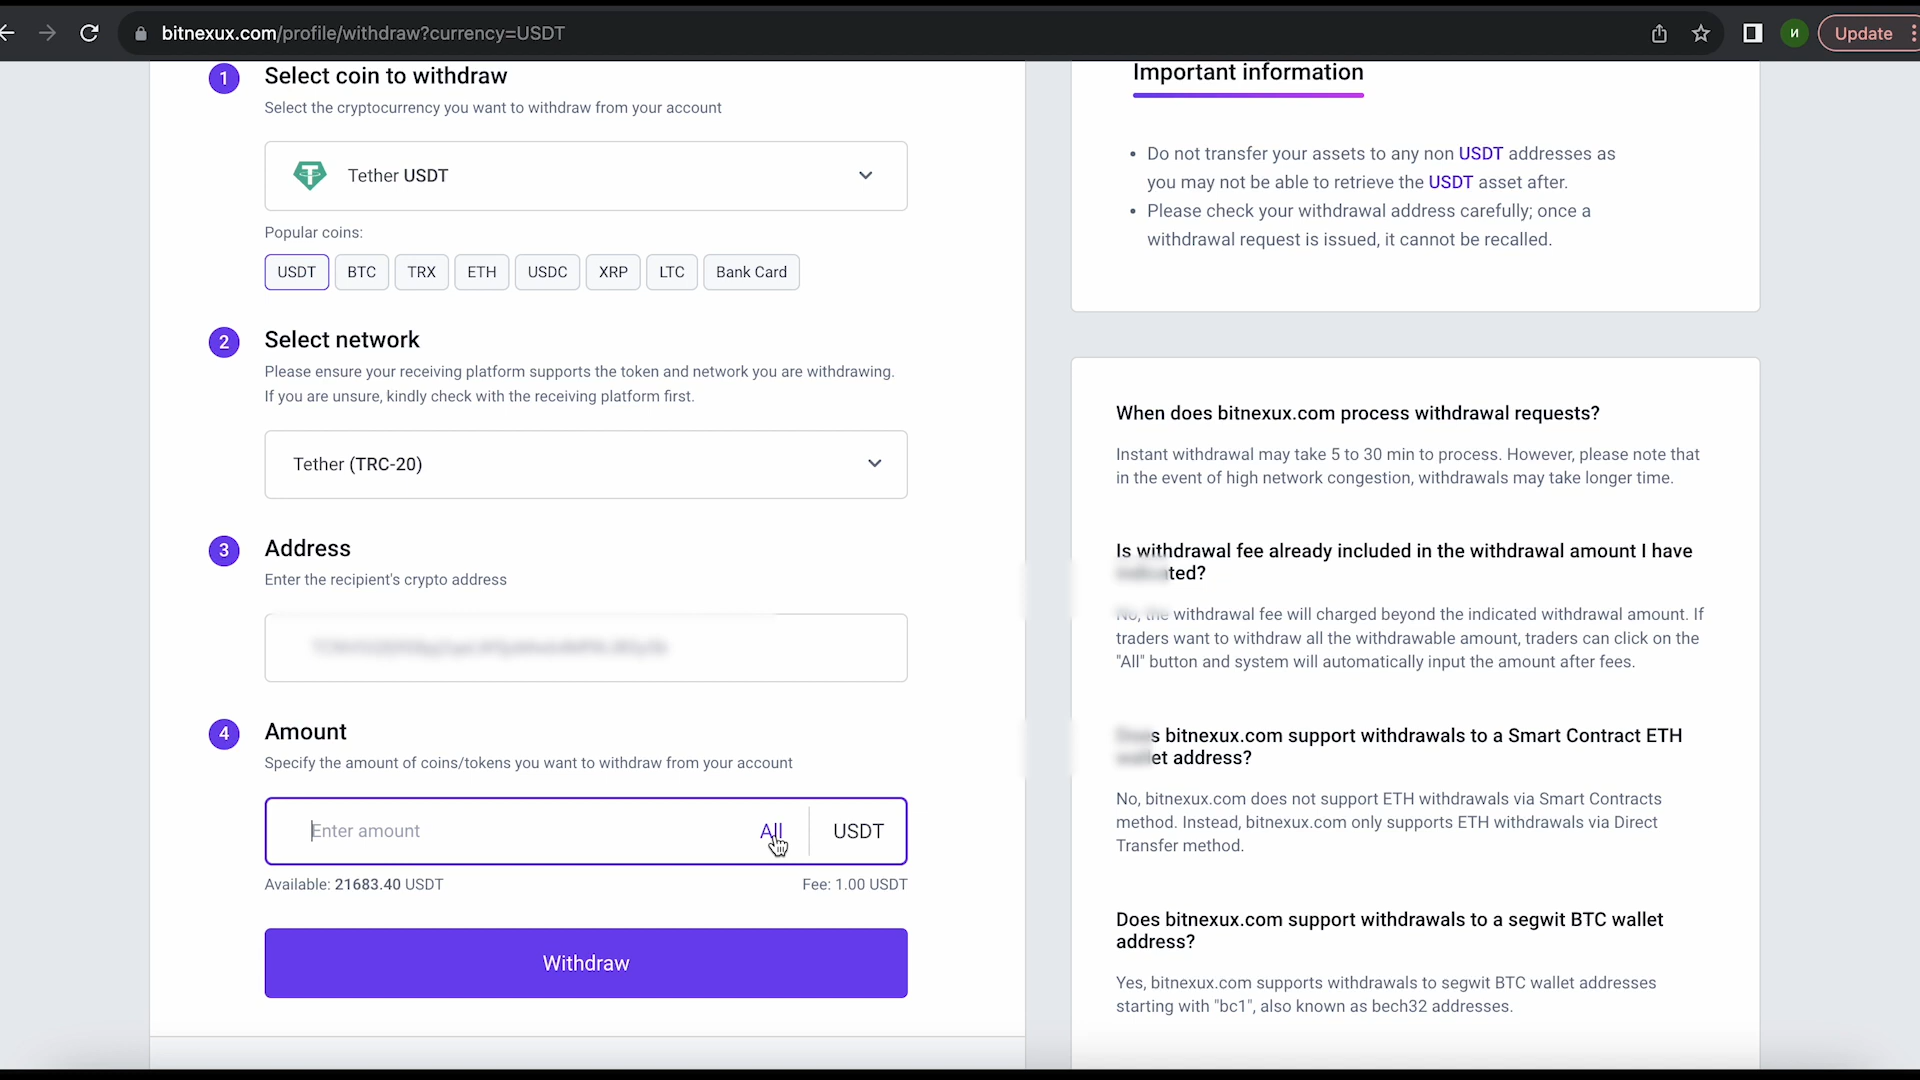 bitnexux.com/profile/withdraw?currency=USDT
И
Update
1
Select coin to withdraw
Select the cryptocurrency you want to withdraw from your account
Tether USDT
Popular coins:
USDT
BTC
TRX
ETH
USDC
XRP
LTC
Bank Card
2
Select network
Please ensure your receiving platform supports the token and network you are withdrawing.
If you are unsure, kindly check with the receiving platform first.
Tether (TRC-20)
3
Address
Enter the recipient's crypto address
4
Amount
Specify the amount of coins/tokens you want to withdraw from your account
Enter amount
All
USDT
Available: 21683.40 USDT
Fee: 1.00 USDT
Withdraw
Important information
• Do not transfer your assets to any non USDT addresses as
you may not be able to retrieve the USDT asset after.
• Please check your withdrawal address carefully; once a
withdrawal request is issued, it cannot be recalled.
When does bitnexux.com process withdrawal requests?
Instant withdrawal may take 5 to 30 min to process. However, please note that
in the event of high network congestion, withdrawals may take longer time.
Is withdrawal fee already included in the withdrawal amount I have
indicated?
No, the withdrawal fee will charged beyond the indicated withdrawal amount. If
traders want to withdraw all the withdrawable amount, traders can click on the
"All" button and system will automatically input the amount after fees.
Does bitnexux.com support withdrawals to a Smart Contract ETH
wallet address?
No, bitnexux.com does not support ETH withdrawals via Smart Contracts
method. Instead, bitnexux.com only supports ETH withdrawals via Direct
Transfer method.
Does bitnexux.com support withdrawals to a segwit BTC wallet
address?
Yes, bitnexux.com supports withdrawals to segwit BTC wallet addresses
starting with "bc1", also known as bech32 addresses.